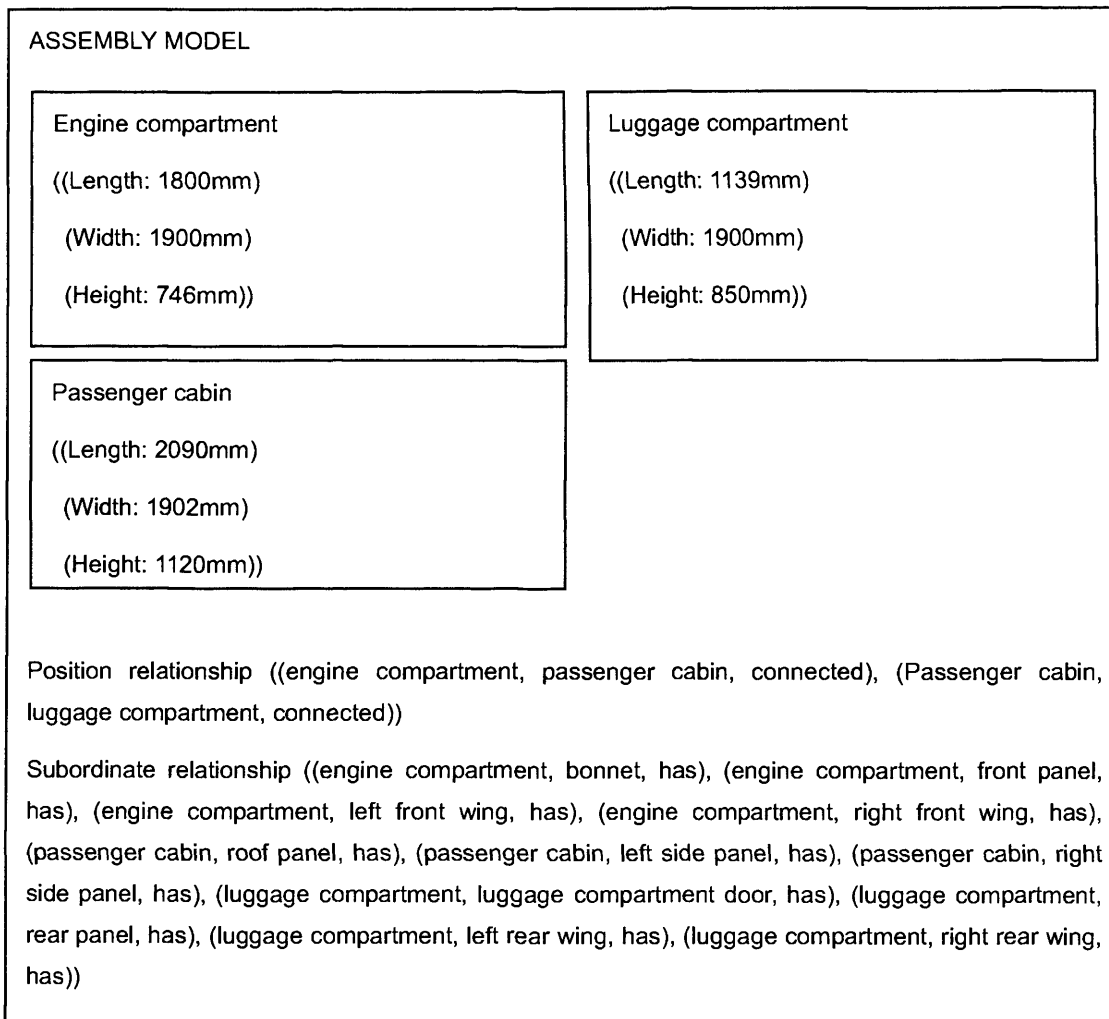 ASSEMBLY MODEL
Engine compartment
((Length: 1800mm)
(Width: 1900mm)
(Height: 746mm))
Luggage compartment
((Length: 1139mm)
(Width: 1900mm)
(Height: 850mm))
Passenger cabin
((Length: 2090mm)
(Width: 1902mm)
(Height: 1120mm))
Position relationship ((engine compartment, passenger cabin, connected), (Passenger cabin,
luggage compartment, connected))
Subordinate relationship ((engine compartment, bonnet, has), (engine compartment, front panel,
has), (engine compartment, left front wing, has), (engine compartment, right front wing, has),
(passenger cabin, roof panel, has), (passenger cabin, left side panel, has), (passenger cabin, right
side panel, has), (luggage compartment, luggage compartment door, has), (luggage compartment,
rear panel, has), (luggage compartment, left rear wing, has), (luggage compartment, right rear wing,
has))